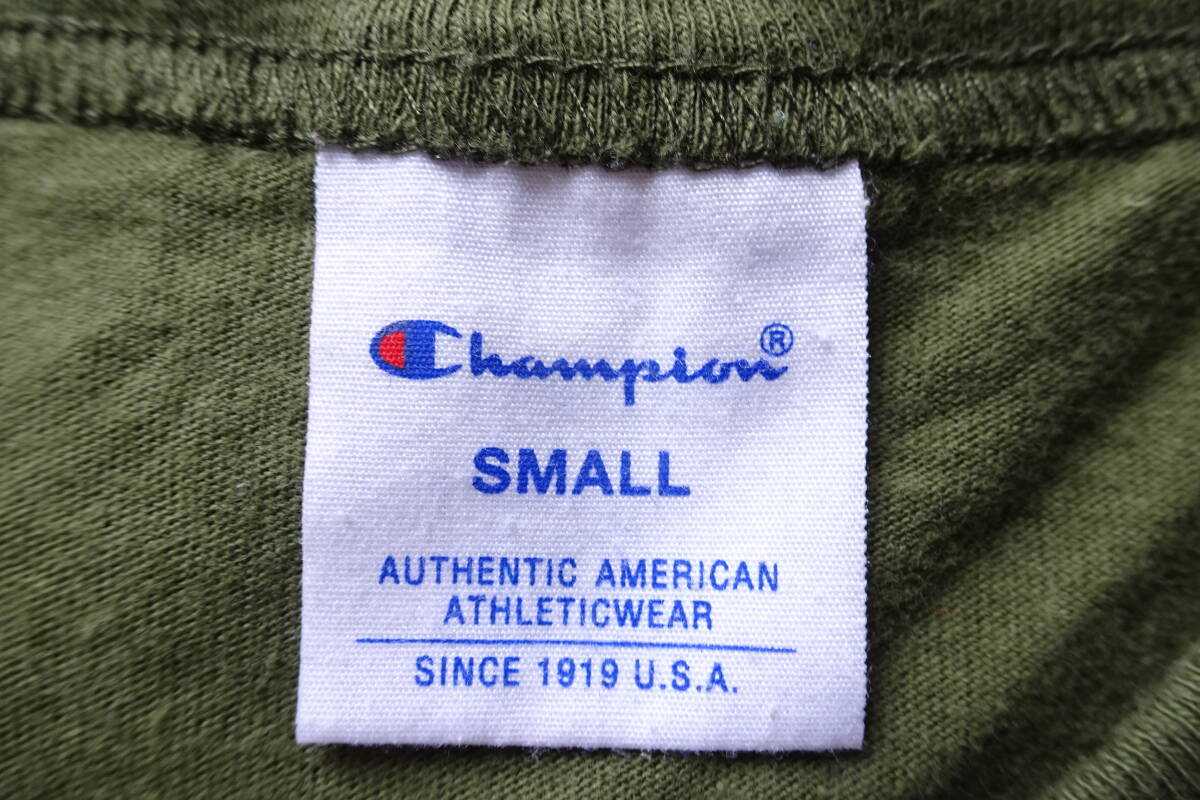 Champion®
SMALL
AUTHENTIC AMERICAN
ATHLETICWEAR
SINCE 1919 U.S.A.